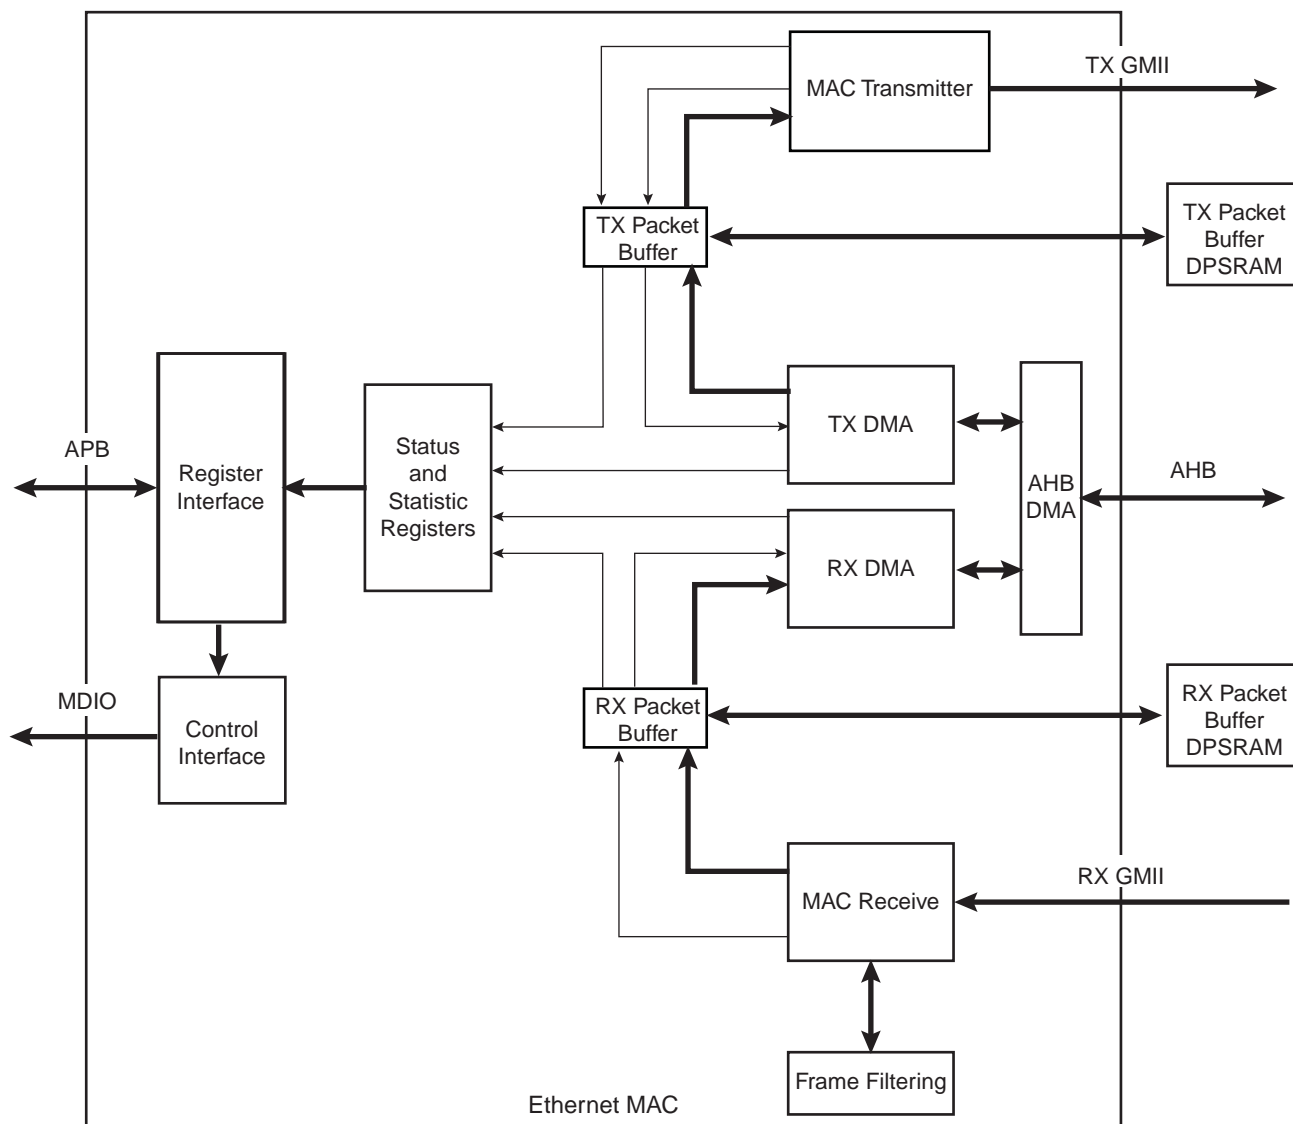 TX GMII
MAC Transmitter
TX Packet
Buffer
DPSRAM
TX Packet
Buffer
TX DMA
AHB
DMA
AHB
APB
Register
Interface
Status
and
Statistic
Registers
RX DMA
MDIO
Control
Interface
RX Packet
Buffer
RX Packet
Buffer
DPSRAM
MAC Receive
RX GMII
Frame Filtering
Ethernet MAC